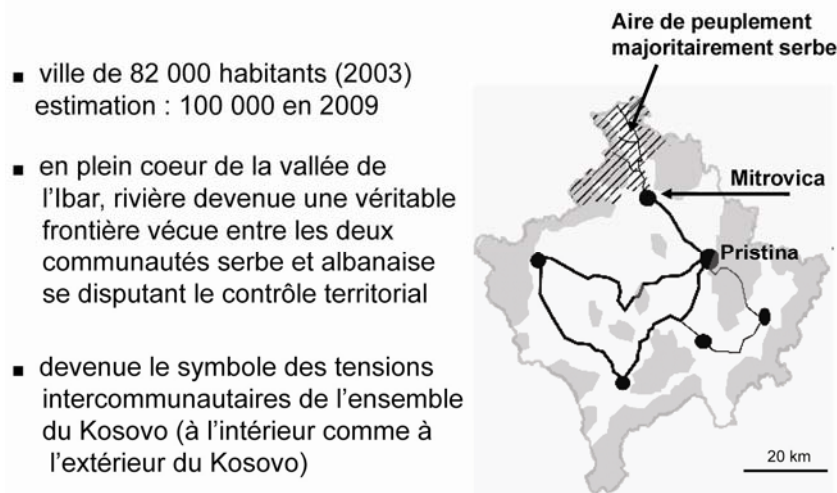 ▪ ville de 82 000 habitants (2003)
estimation : 100 000 en 2009
▪ en plein coeur de la vallée de
l'Ibar, rivière devenue une véritable
frontière vécue entre les deux
communautés serbe et albanaise
se disputant le contrôle territorial
▪ devenue le symbole des tensions
intercommunautaires de l'ensemble
du Kosovo (à l'intérieur comme à
l'extérieur du Kosovo)
Aire de peuplement
majoritairement serbe
Mitrovica
Pristina
20 km